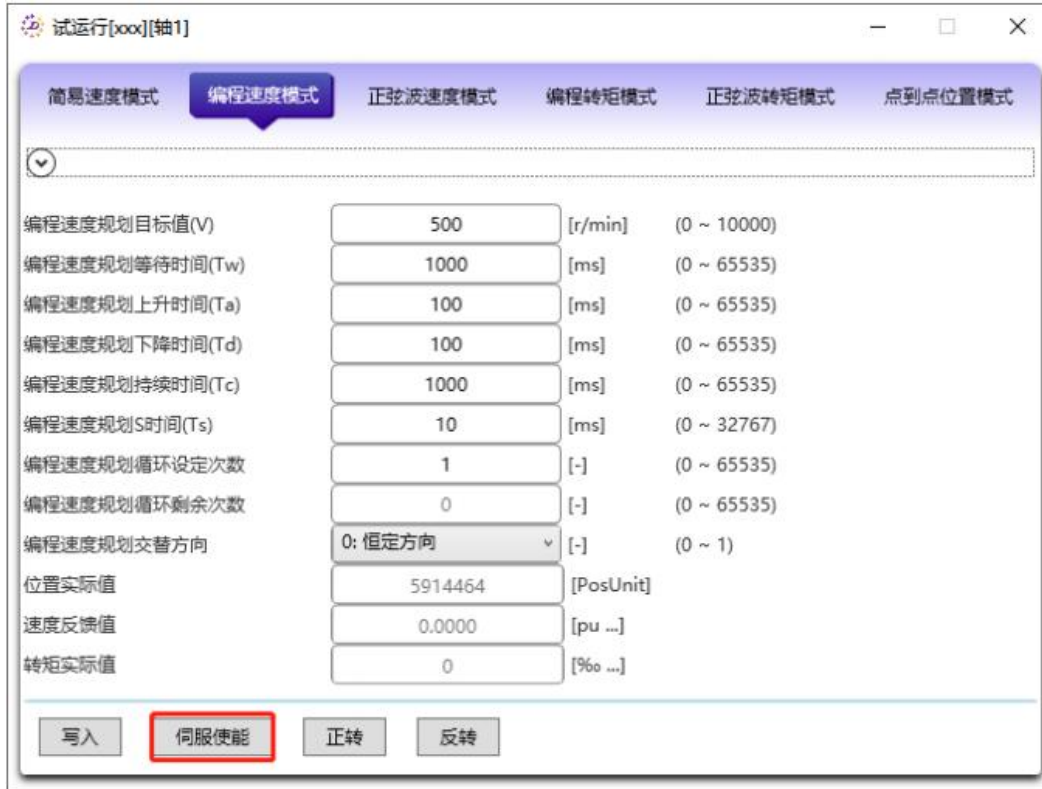 试运行[xxx][轴1]
简易速度模式 编程速度模式 正弦波速度模式 编程转矩模式 正弦波转矩模式 点到点位置模式
编程速度规划目标值(V) 500 [r/min] (0 ~ 10000)
编程速度规划等待时间(Tw) 1000 [ms] (0 ~ 65535)
编程速度规划上升时间(Ta) 100 [ms] (0 ~ 65535)
编程速度规划下降时间(Td) 100 [ms] (0 ~ 65535)
编程速度规划持续时间(Tc) 1000 [ms] (0 ~ 65535)
编程速度规划S时间(Ts) 10 [ms] (0 ~ 32767)
编程速度规划循环设定次数 1 [-] (0 ~ 65535)
编程速度规划循环剩余次数 0 [-] (0 ~ 65535)
编程速度规划交替方向 0: 恒定方向 [-] (0 ~ 1)
位置实际值 5914464 [PosUnit]
速度反馈值 0.0000 [pu ...]
转矩实际值 0 [‰ ...]
写入 伺服使能 正转 反转